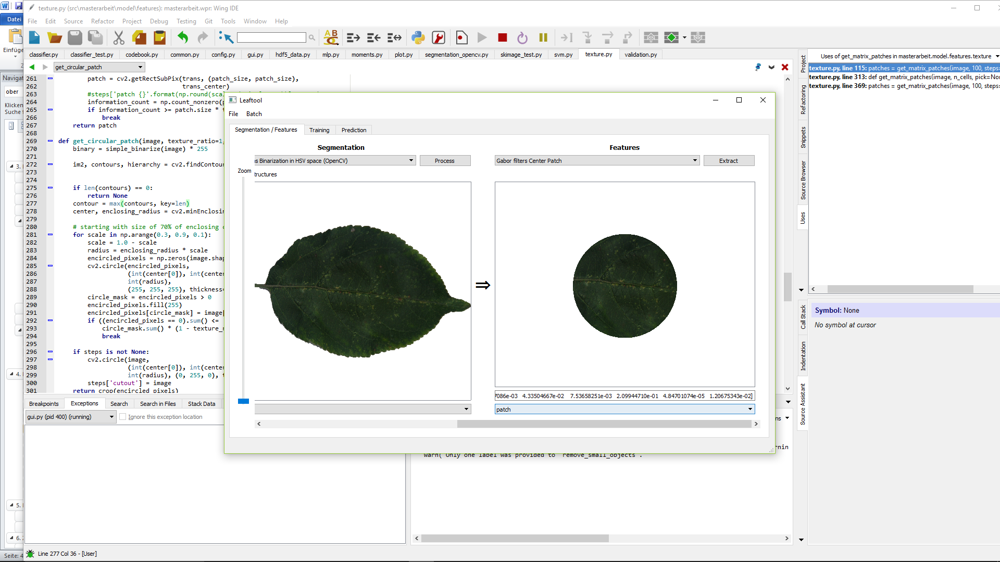 texture.py (src\masterarbeit\model\features): masterarbeit.wpr: Wing IDE
Datei
File Edit Source Refactor Project Debug Testing Git Tools Window Help
Einfüge
classifier.py classifier_test.py codebook.py common.py config.py gui.py hdf5_data.py mlp.py moments.py plot.py segmentation_opencv.py skimage_test.py svm.py texture.py validation.py
get_circular_patch
Navigat
ober
Klicken
Suche
3.
4.
5.
6.
Seite: 4
261 patch = cv2.getRectSubPix(trans, (patch_size, patch_size),
262 trans_center)
263 #steps['patch {}'.format(np.round(scal
264 information_count = np.count_nonzero(p
265 if information_count >= patch.size * t
266 break
267 return patch
268
269 def get_circular_patch(image, texture_ratio=1,
270 binary = simple_binarize(image) * 255
271
272 im2, contours, hierarchy = cv2.findContou
273
274
275 if len(contours) == 0:
276 return None
277 contour = max(contours, key=len)
278 center, enclosing_radius = cv2.minEnclosin
279
280 # starting with size of 70% of enclosing c
281 for scale in np.arange(0.3, 0.9, 0.1):
282 scale = 1.0 - scale
283 radius = enclosing_radius * scale
284 encircled_pixels = np.zeros(image.shap
285 cv2.circle(encircled_pixels,
286 (int(center[0]), int(center
287 int(radius),
288 (255, 255, 255), thickness=
289 circle_mask = encircled_pixels > 0
290 encircled_pixels.fill(255)
291 encircled_pixels[circle_mask] = image[
292 if ((encircled_pixels == 0).sum() <=
293 circle_mask.sum() * (1 - texture_r
294 break
295
296 if steps is not None:
297 cv2.circle(image,
298 (int(center[0]), int(center
299 int(radius), (0, 255, 0), t
300 steps['cutout'] = image
301 return crop(encircled_pixels)
Leaftool
File Batch
Segmentation / Features Training Prediction
Segmentation
Features
s Binarization in HSV space (OpenCV) Process
Gabor filters Center Patch Extract
Zoom
tructures
⇒
7086e-03 4.33504667e-02 7.53658251e-03 2.09944710e-01 4.84701074e-05 1.20675343e-02]
patch
Breakpoints Exceptions Search Search in Files Stack Data
gui.py (pid 400) (running) Ignore this exception location
ns
rnin
warn('Only one label was provided to `remove_small_objects`.
Line 277 Col 36 - [User]
Project
Refactoring
Snippets
Source Browser
Uses
Uses of get_matrix_patches in masterarbeit.model.features.texture
texture.py, line 115: patches = get_matrix_patches(image, 100, steps=
texture.py, line 313: def get_matrix_patches(image, n_cells, pick=No
texture.py, line 369: patches = get_matrix_patches(image, 100, steps=
Call Stack
Indentation
Source Assistant
Symbol: None
No symbol at cursor